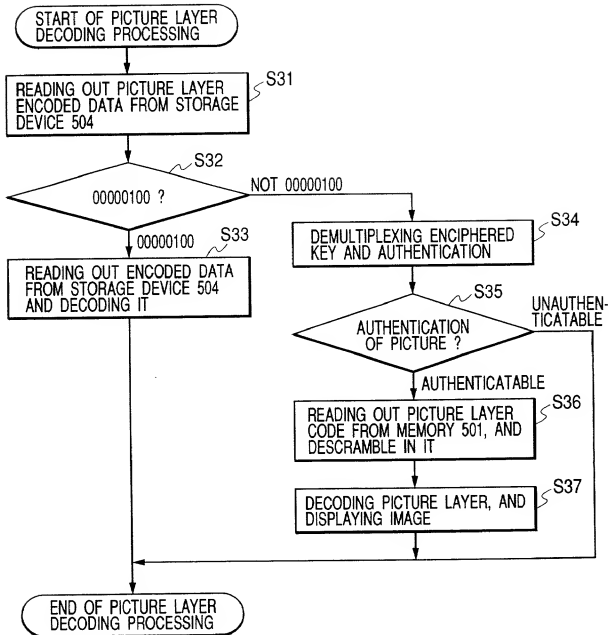 START OF PICTURE LAYER
DECODING PROCESSING
S31
READING OUT PICTURE LAYER
ENCODED DATA FROM STORAGE
DEVICE 504
S32
00000100 ?
NOT 00000100
00000100
S33
READING OUT ENCODED DATA
FROM STORAGE DEVICE 504
AND DECODING IT
S34
DEMULTIPLEXING ENCIPHERED
KEY AND AUTHENTICATION
S35
AUTHENTICATION
OF PICTURE ?
UNAUTHEN-
TICATABLE
AUTHENTICATABLE
S36
READING OUT PICTURE LAYER
CODE FROM MEMORY 501, AND
DESCRAMBLE IN IT
S37
DECODING PICTURE LAYER, AND
DISPLAYING IMAGE
END OF PICTURE LAYER
DECODING PROCESSING